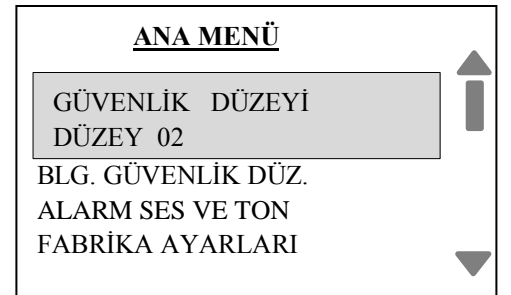 ANA MENÜ
GÜVENLİK DÜZEYİ
DÜZEY 02
BLG. GÜVENLİK DÜZ.
ALARM SES VE TON
FABRİKA AYARLARI